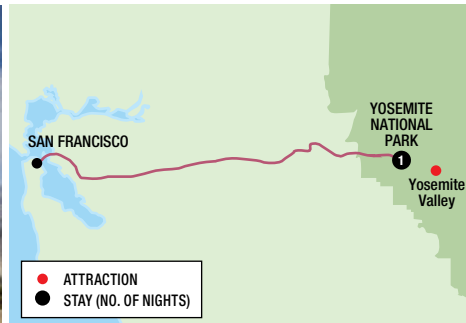 YOSEMITE
NATIONAL
PARK
SAN FRANCISCO
1
Yosemite
Valley
ATTRACTION
STAY (NO. OF NIGHTS)